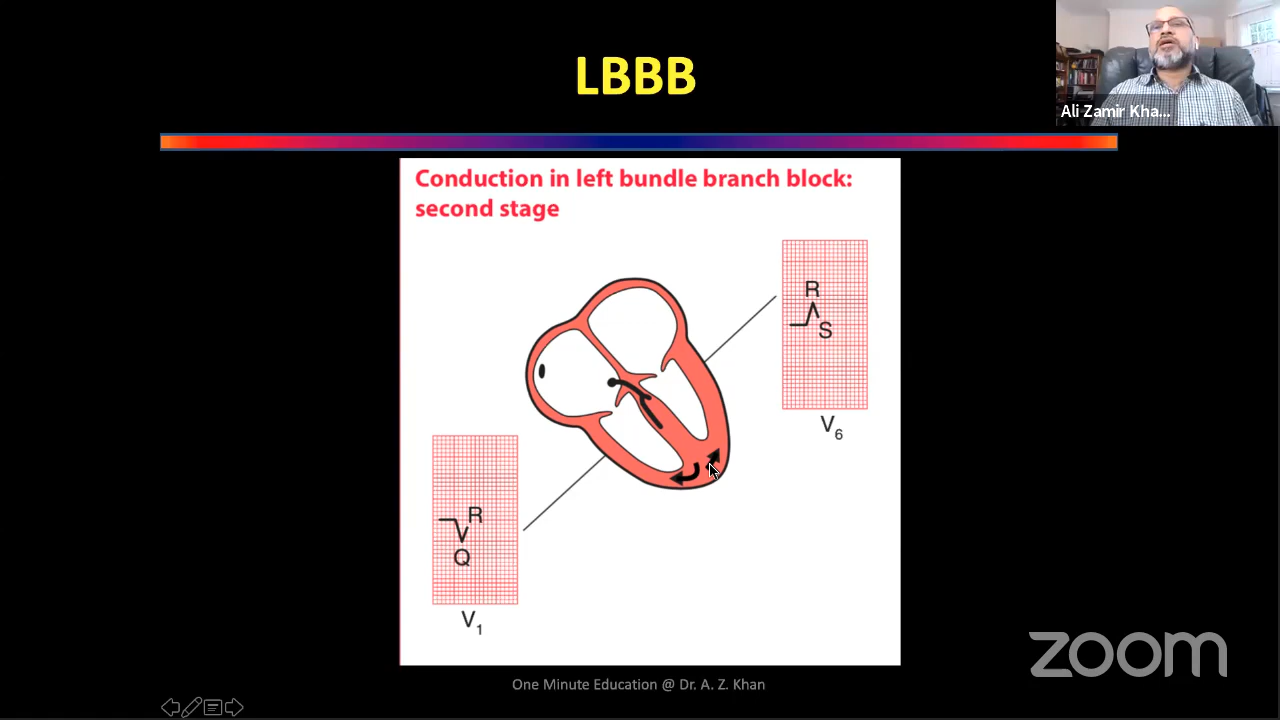 LBBB
Ali Zamir Kha...
Conduction in left bundle branch block:
second stage
R
S
V6
R
Q
V1
zoom
One Minute Education @ Dr. A. Z. Khan